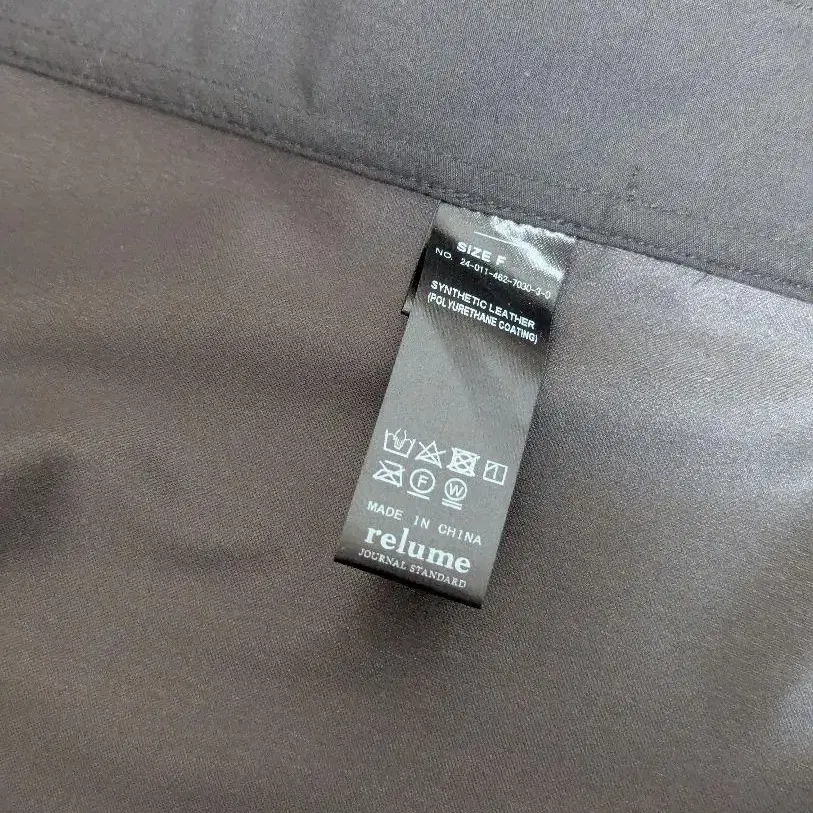 SIZE F
NO. 24-011-462-7030-3-0
SYNTHETIC LEATHER
(POLYURETHANE COATING)
F W
MADE IN CHINA
relume
JOURNAL STANDARD